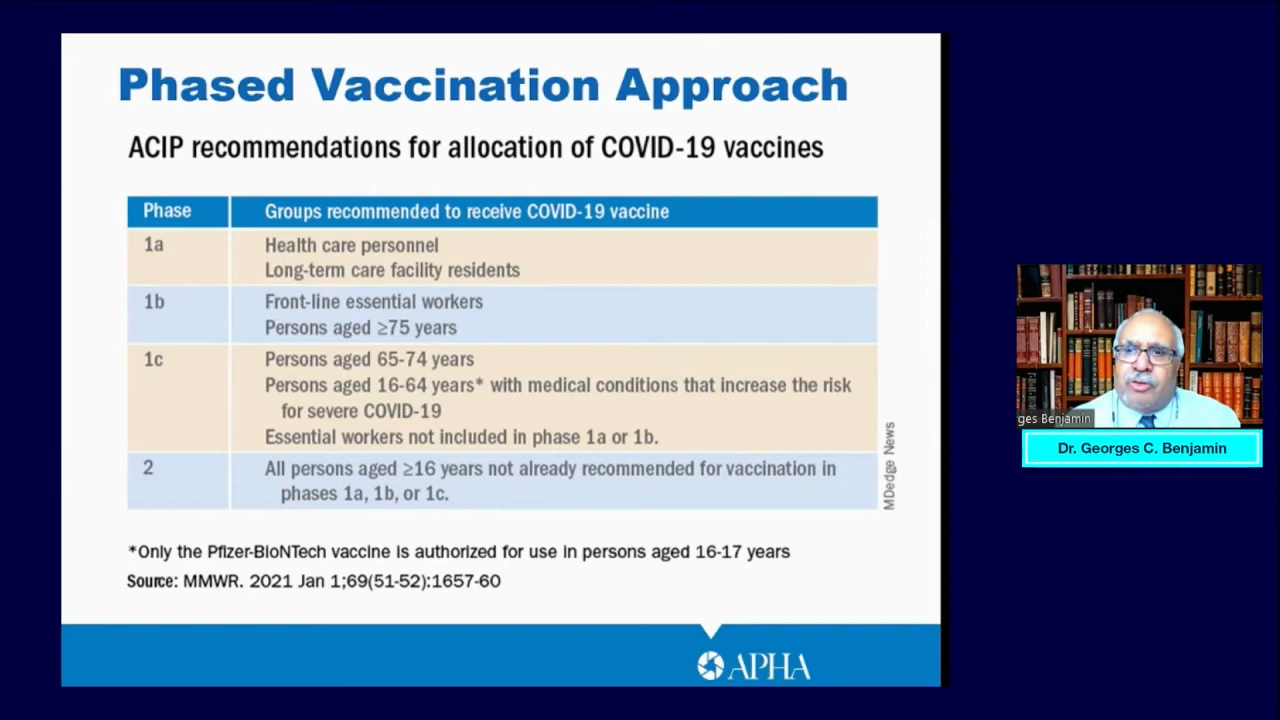 Phased Vaccination Approach
ACIP recommendations for allocation of COVID-19 vaccines
Phase Groups recommended to receive COVID-19 vaccine
1a Health care personnel
Long-term care facility residents
1b Front-line essential workers
Persons aged ≥75 years
1c Persons aged 65-74 years
Persons aged 16-64 years* with medical conditions that increase the risk
for severe COVID-19
Essential workers not included in phase 1a or 1b.
2 All persons aged ≥16 years not already recommended for vaccination in
phases 1a, 1b, or 1c.
MDedge News
*Only the Pfizer-BioNTech vaccine is authorized for use in persons aged 16-17 years
Source: MMWR. 2021 Jan 1;69(51-52):1657-60
APHA
ges Benjamin
Dr. Georges C. Benjamin